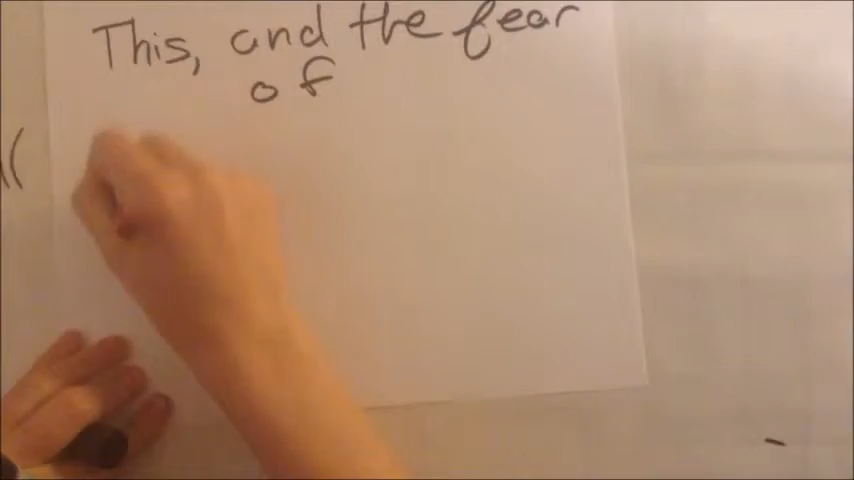 This, and the fear
of